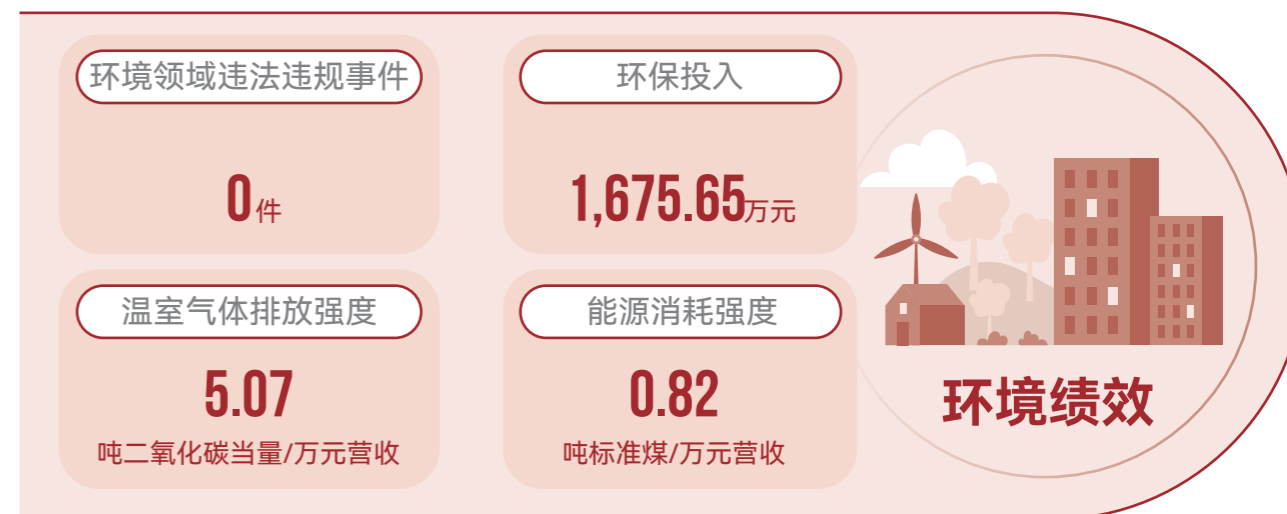 环境领域违法违规事件
0件
环保投入
1,675.65万元
温室气体排放强度
5.07
吨二氧化碳当量/万元营收
能源消耗强度
0.82
吨标准煤/万元营收
环境绩效